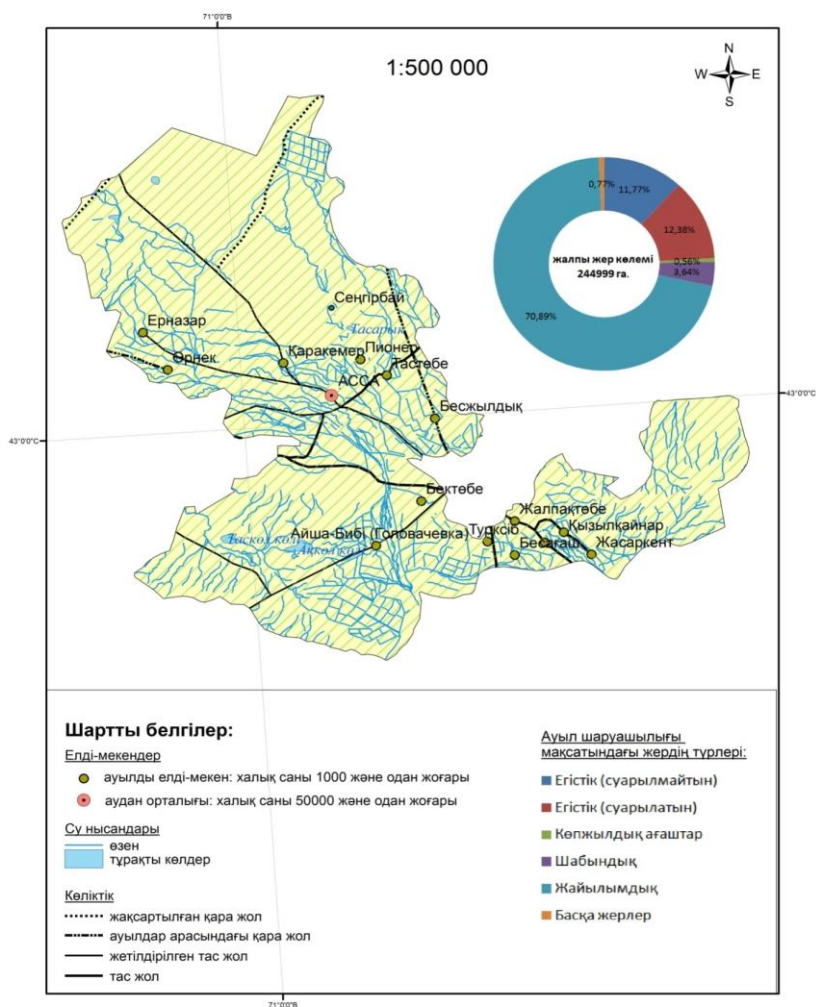 71°0'0"В
1:500 000
N
W E
S
0,77%
11,77%
12,38%
0,56%
3,64%
70,89%
жалпы жер көлемі
244999 га.
Сеңгірбай
Тасарык
Ерназар
Өрнек
Қаракемер
Пионер
Тастөбе
АССА
Бесжылдық
43°0'0"С
43°0'0"С
Бектөбе
Айша-Бибі (Головачевка)
Турксіб
Жалпақтөбе
Қызылқайнар
Бесағаш
Жасаркент
Шартты белгілер:
Елді-мекендер
ауылды елді-мекен: халық саны 1000 және одан жоғары
аудан орталығы: халық саны 50000 және одан жоғары
Су нысандары
өзен
тұрақты көлдер
Көліктік
жақсартылған қара жол
ауылдар арасындағы қара жол
жетілдірілген тас жол
тас жол
Ауыл шаруашылығы
мақсатындағы жердің түрлері:
Егістік (суарылмайтын)
Егістік (суарылатын)
Көпжылдық ағаштар
Шабындық
Жайылымдық
Басқа жерлер
71°0'0"В